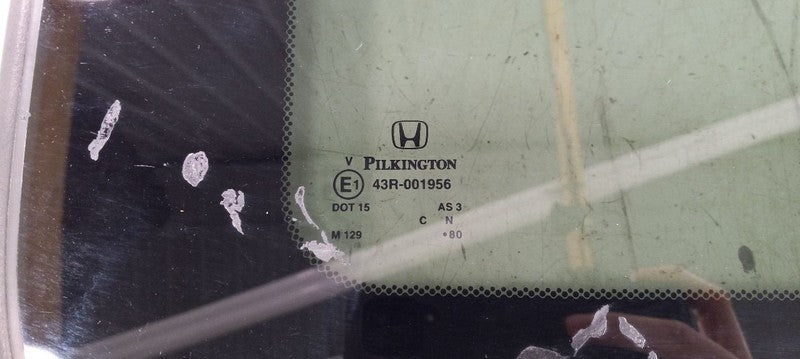 V PILKINGTON
E1 43R-001956
DOT 15 AS 3
C N
M 129 •80